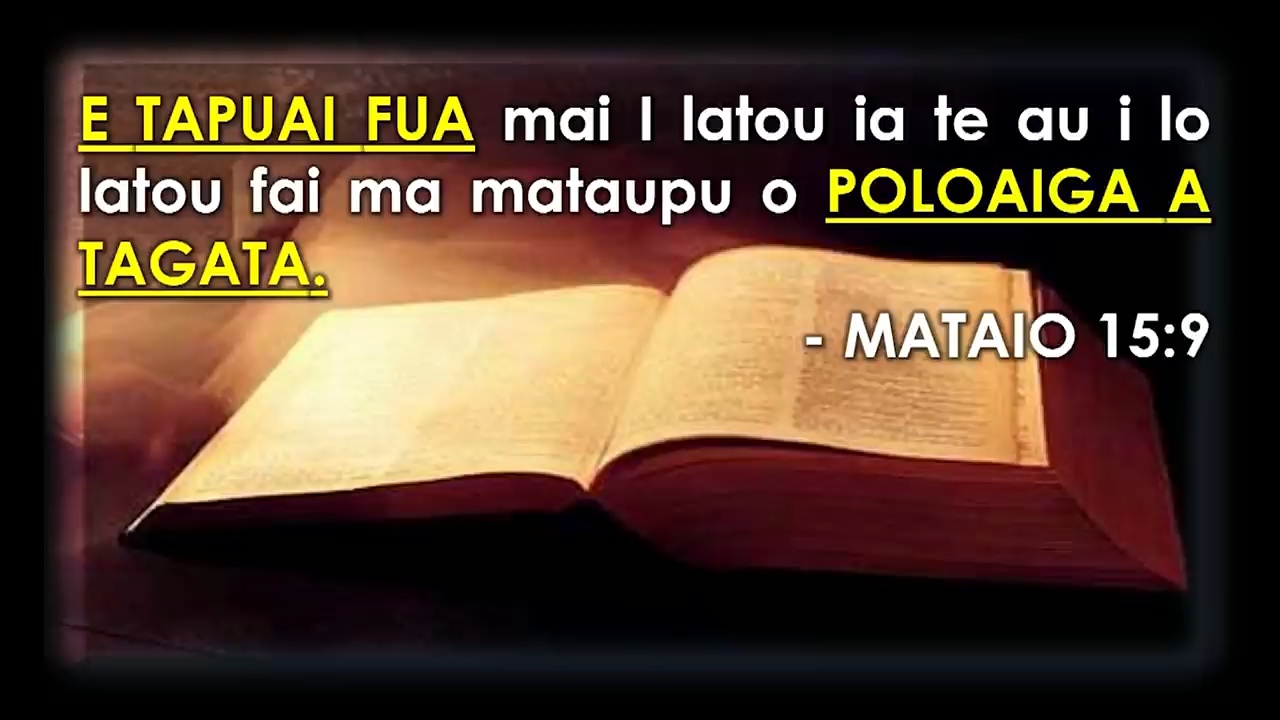 E TAPUAI FUA mai I latou ia te au i lo
latou fai ma mataupu o POLOAIGA A
TAGATA.
- MATAIO 15:9